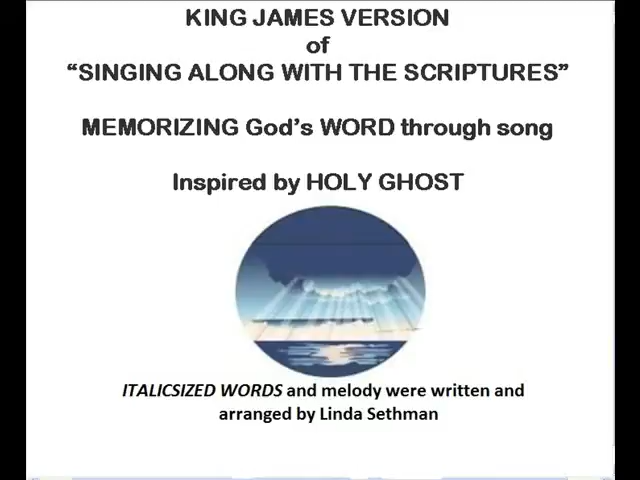 KING JAMES VERSION
of
“SINGING ALONG WITH THE SCRIPTURES”
MEMORIZING God’s WORD through song
Inspired by HOLY GHOST
ITALICSIZED WORDS and melody were written and
arranged by Linda Sethman